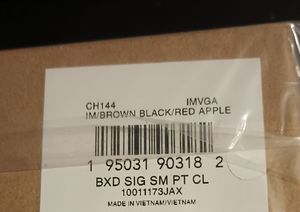 CH144 IMVGA
IM/BROWN BLACK/RED APPLE
1 95031 90318 2
BXD SIG SM PT CL
10011173JAX
MADE IN VIETNAM/VIETNAM